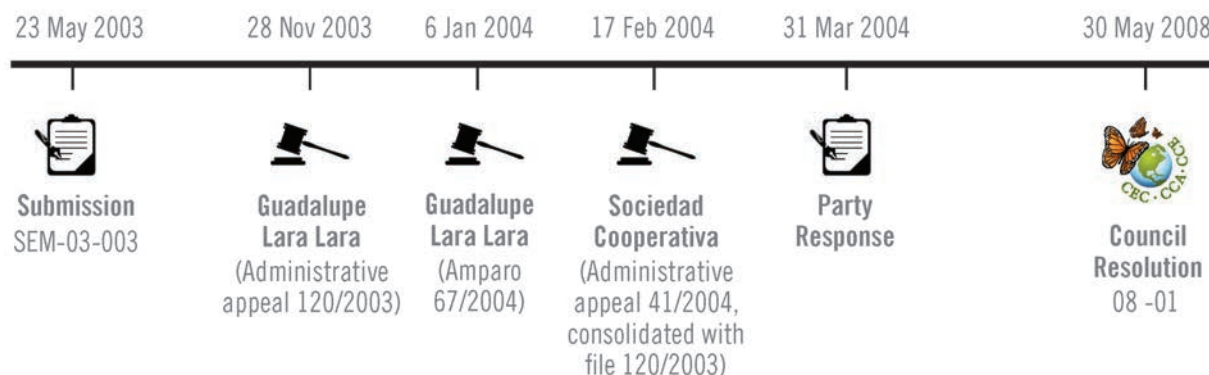 23 May 2003
28 Nov 2003
6 Jan 2004
17 Feb 2004
31 Mar 2004
30 May 2008
Submission
SEM-03-003
Guadalupe
Lara Lara
(Administrative
appeal 120/2003)
Guadalupe
Lara Lara
(Amparo
67/2004)
Sociedad
Cooperativa
(Administrative
appeal 41/2004,
consolidated with
file 120/2003)
Party
Response
CEC · CCA · CCE
Council
Resolution
08 -01